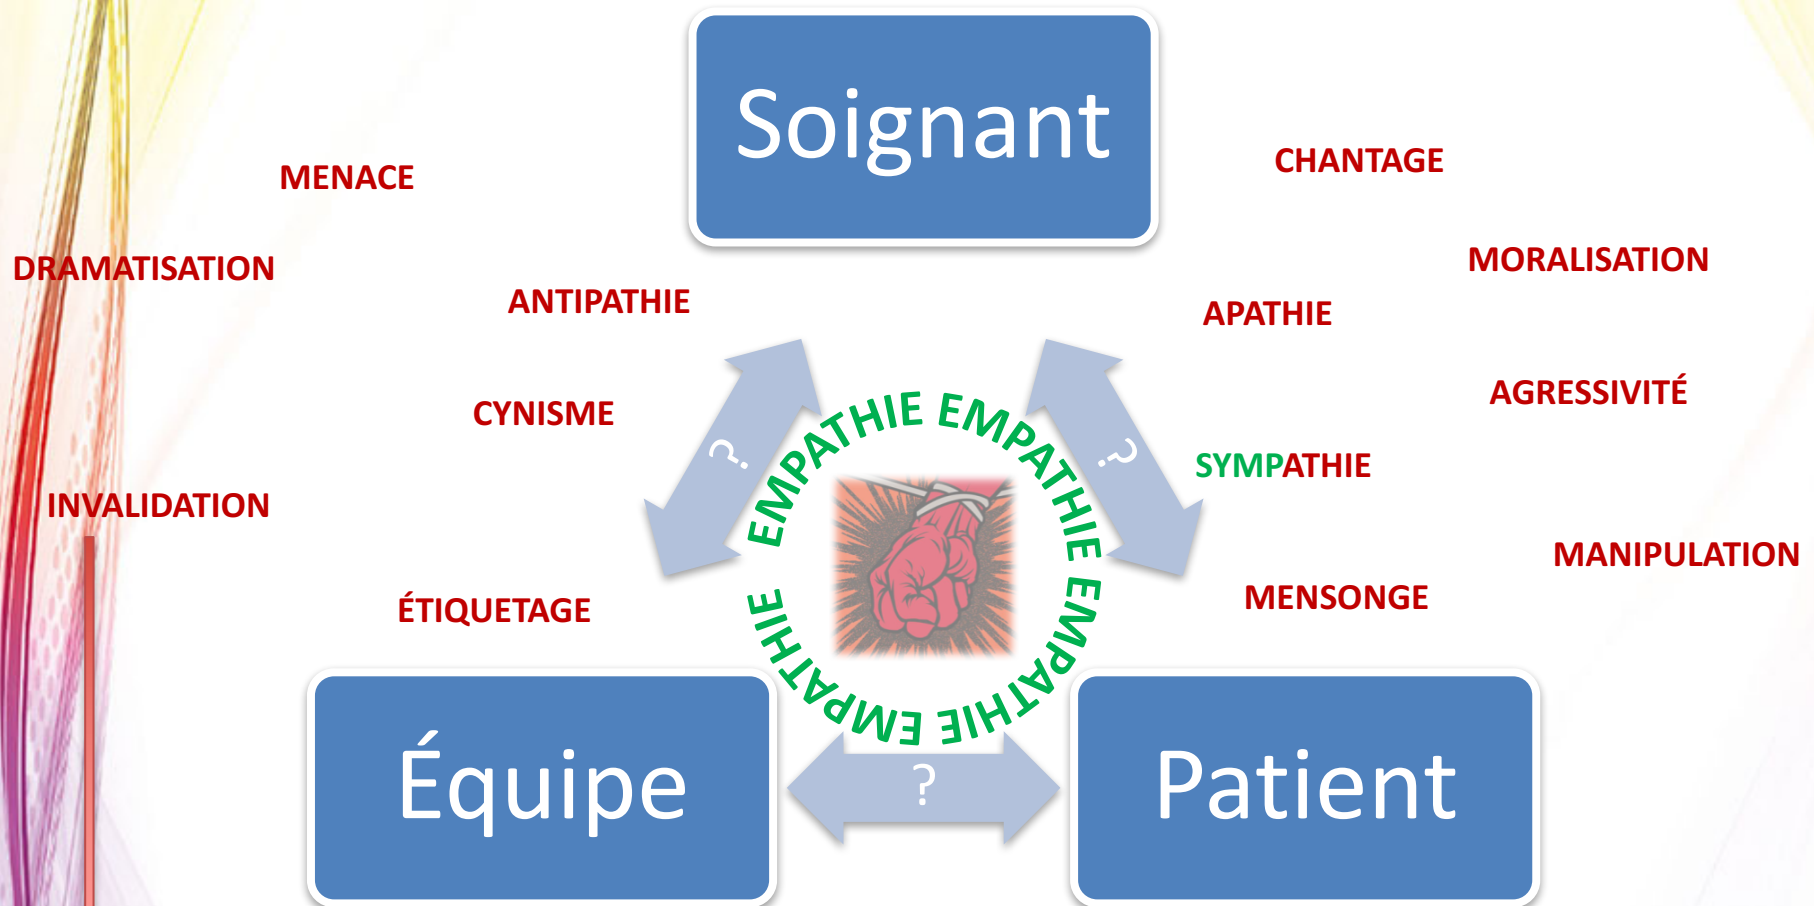 Soignant
MENACE
CHANTAGE
DRAMATISATION
MORALISATION
ANTIPATHIE
APATHIE
CYNISME
AGRESSIVITÉ
?
?
EMPATHIE EMPATHIE EMPATHIE EMPATHIE EMPATHIE
SYMPATHIE
INVALIDATION
MANIPULATION
ÉTIQUETAGE
MENSONGE
Équipe
?
Patient